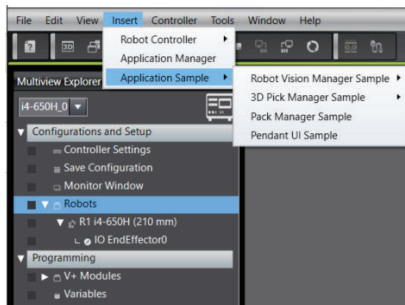 File Edit View Insert Controller Tools Window Help
Robot Controller
Application Manager
Application Sample
Robot Vision Manager Sample
3D Pick Manager Sample
Pack Manager Sample
Pendant UI Sample
3D
Multiview Explorer
i4-650H_0
Configurations and Setup
Controller Settings
Save Configuration
Monitor Window
Robots
R1 i4-650H (210 mm)
IO EndEffector0
Programming
V+ Modules
Variables